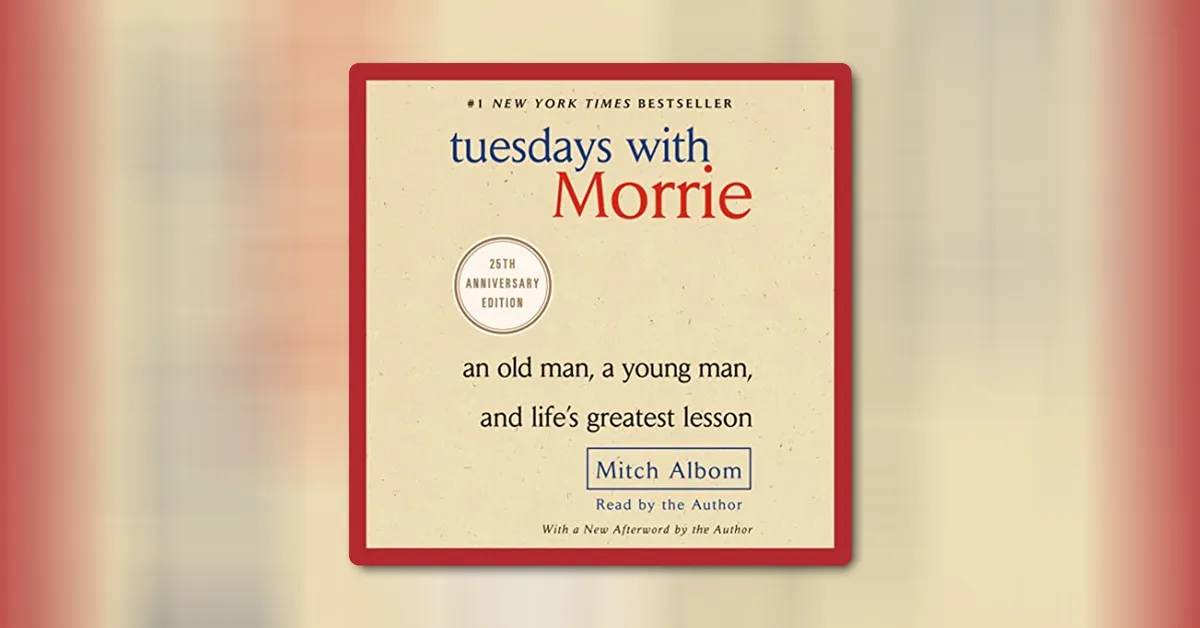 #1 NEW YORK TIMES BESTSELLER
tuesdays with
Morrie
25TH
ANNIVERSARY
EDITION
an old man, a young man,
and life's greatest lesson
Mitch Albom
Read by the Author
With a New Afterword by the Author